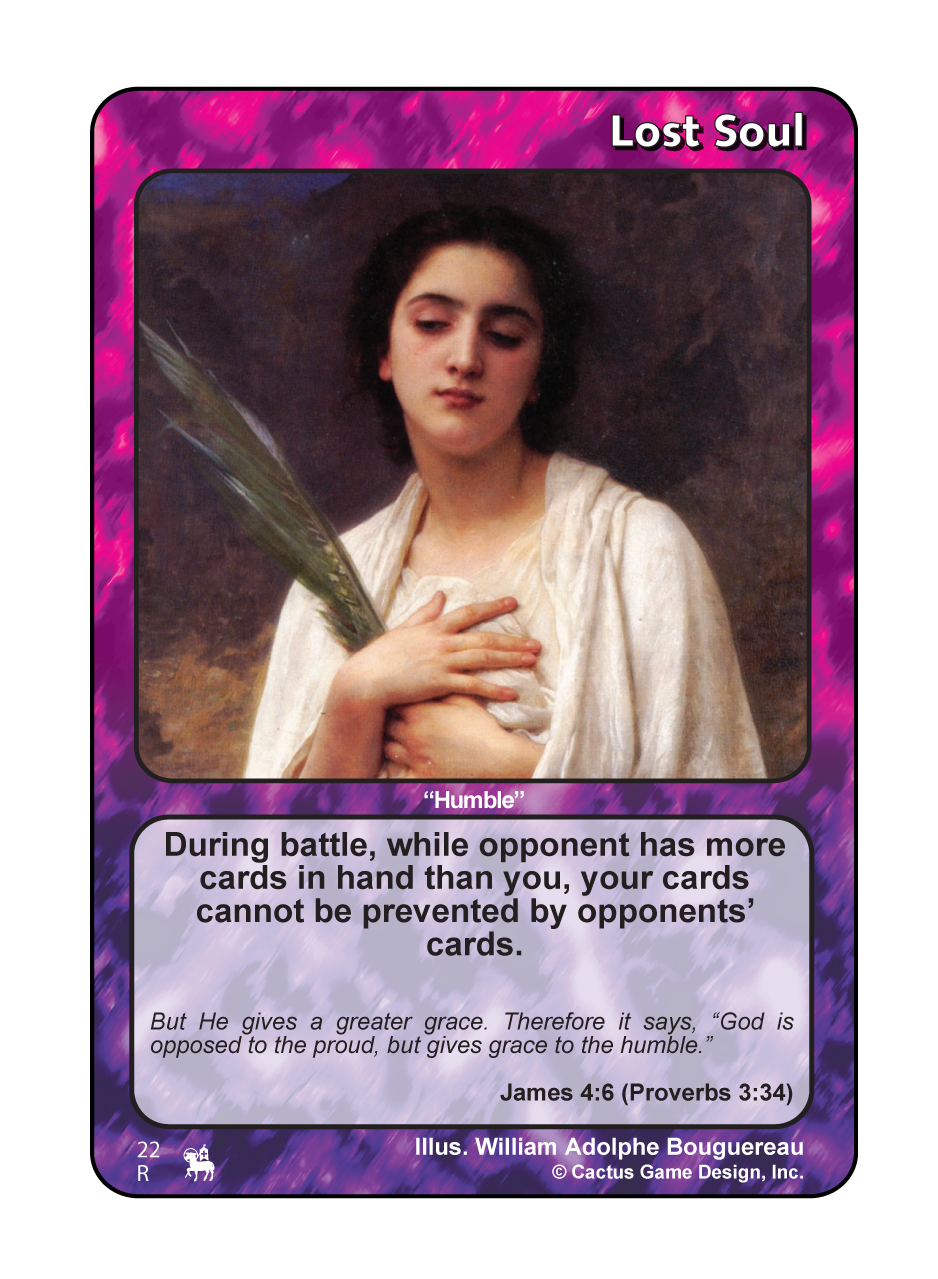 Lost Soul
“Humble”
During battle, while opponent has more
cards in hand than you, your cards
cannot be prevented by opponents’
cards.
But He gives a greater grace. Therefore it says, “God is
opposed to the proud, but gives grace to the humble.”
James 4:6 (Proverbs 3:34)
22
R
Illus. William Adolphe Bouguereau
© Cactus Game Design, Inc.